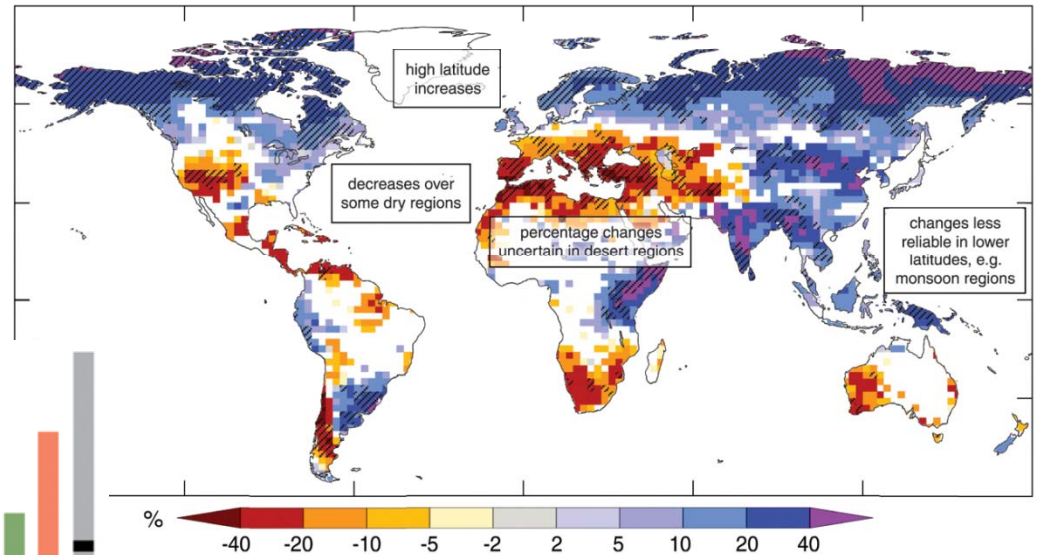 high latitude
increases
decreases over
some dry regions
percentage changes
uncertain in desert regions
changes less
reliable in lower
latitudes, e.g.
monsoon regions
%
-40 -20 -10 -5 -2 2 5 10 20 40